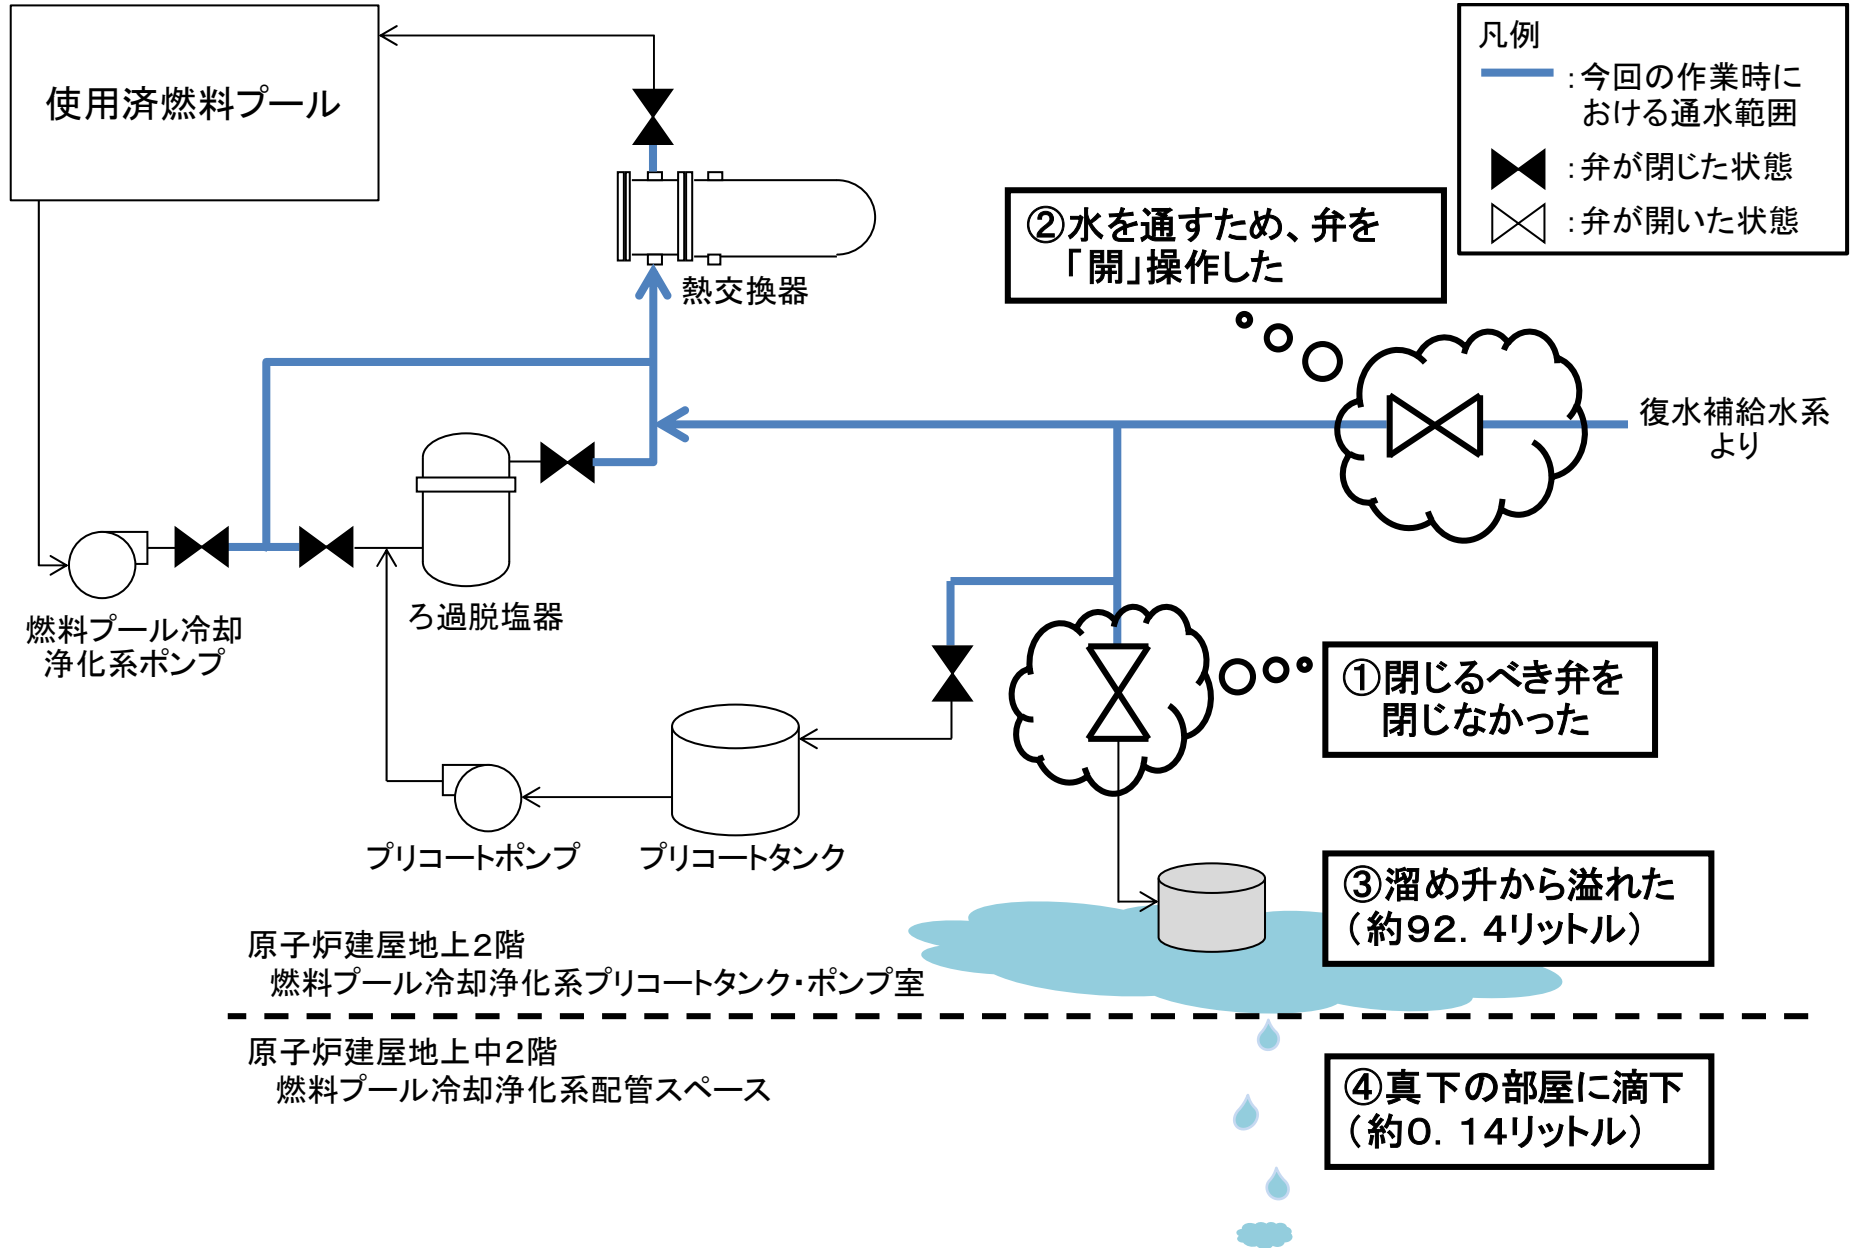 使用済燃料プール
凡例
：今回の作業時に
おける通水範囲
：弁が閉じた状態
：弁が開いた状態
②水を通すため、弁を
「開」操作した
熱交換器
復水補給水系
より
ろ過脱塩器
燃料プール冷却
浄化系ポンプ
①閉じるべき弁を
閉じなかった
プリコートポンプ
プリコートタンク
③溜め升から溢れた
（約９２．４リットル）
原子炉建屋地上２階
燃料プール冷却浄化系プリコートタンク・ポンプ室
原子炉建屋地上中２階
燃料プール冷却浄化系配管スペース
④真下の部屋に滴下
（約０．１４リットル）